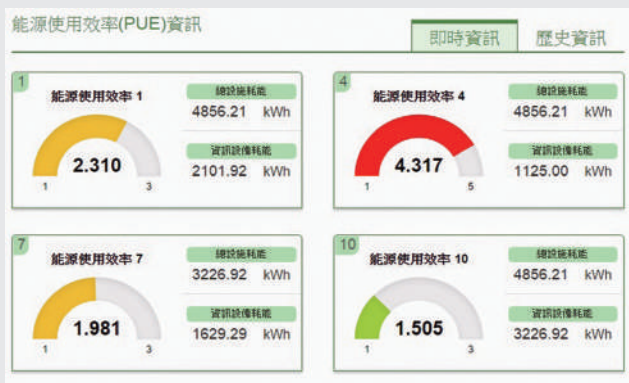 能源使用效率(PUE)資訊
即時資訊 歷史資訊
1
能源使用效率 1
總設施耗能
4856.21 kWh
資訊設備耗能
2101.92 kWh
2.310
1 3
4
能源使用效率 4
總設施耗能
4856.21 kWh
資訊設備耗能
1125.00 kWh
4.317
1 5
7
能源使用效率 7
總設施耗能
3226.92 kWh
資訊設備耗能
1629.29 kWh
1.981
1 3
10
能源使用效率 10
總設施耗能
4856.21 kWh
資訊設備耗能
3226.92 kWh
1.505
1 3